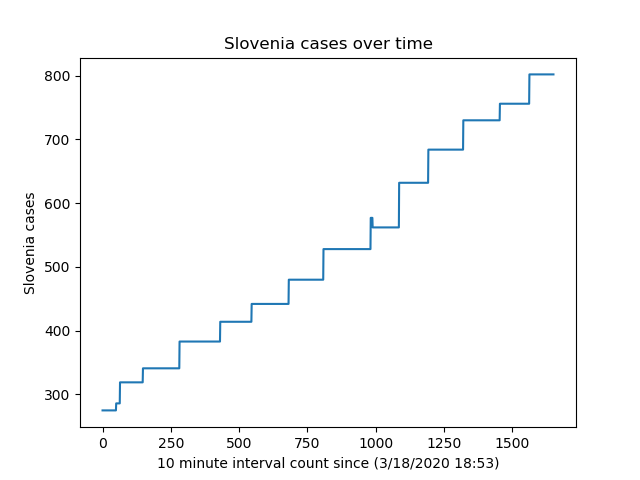 Slovenia cases over time
800
700
600
500
400
300
Slovenia cases
0 250 500 750 1000 1250 1500
10 minute interval count since (3/18/2020 18:53)